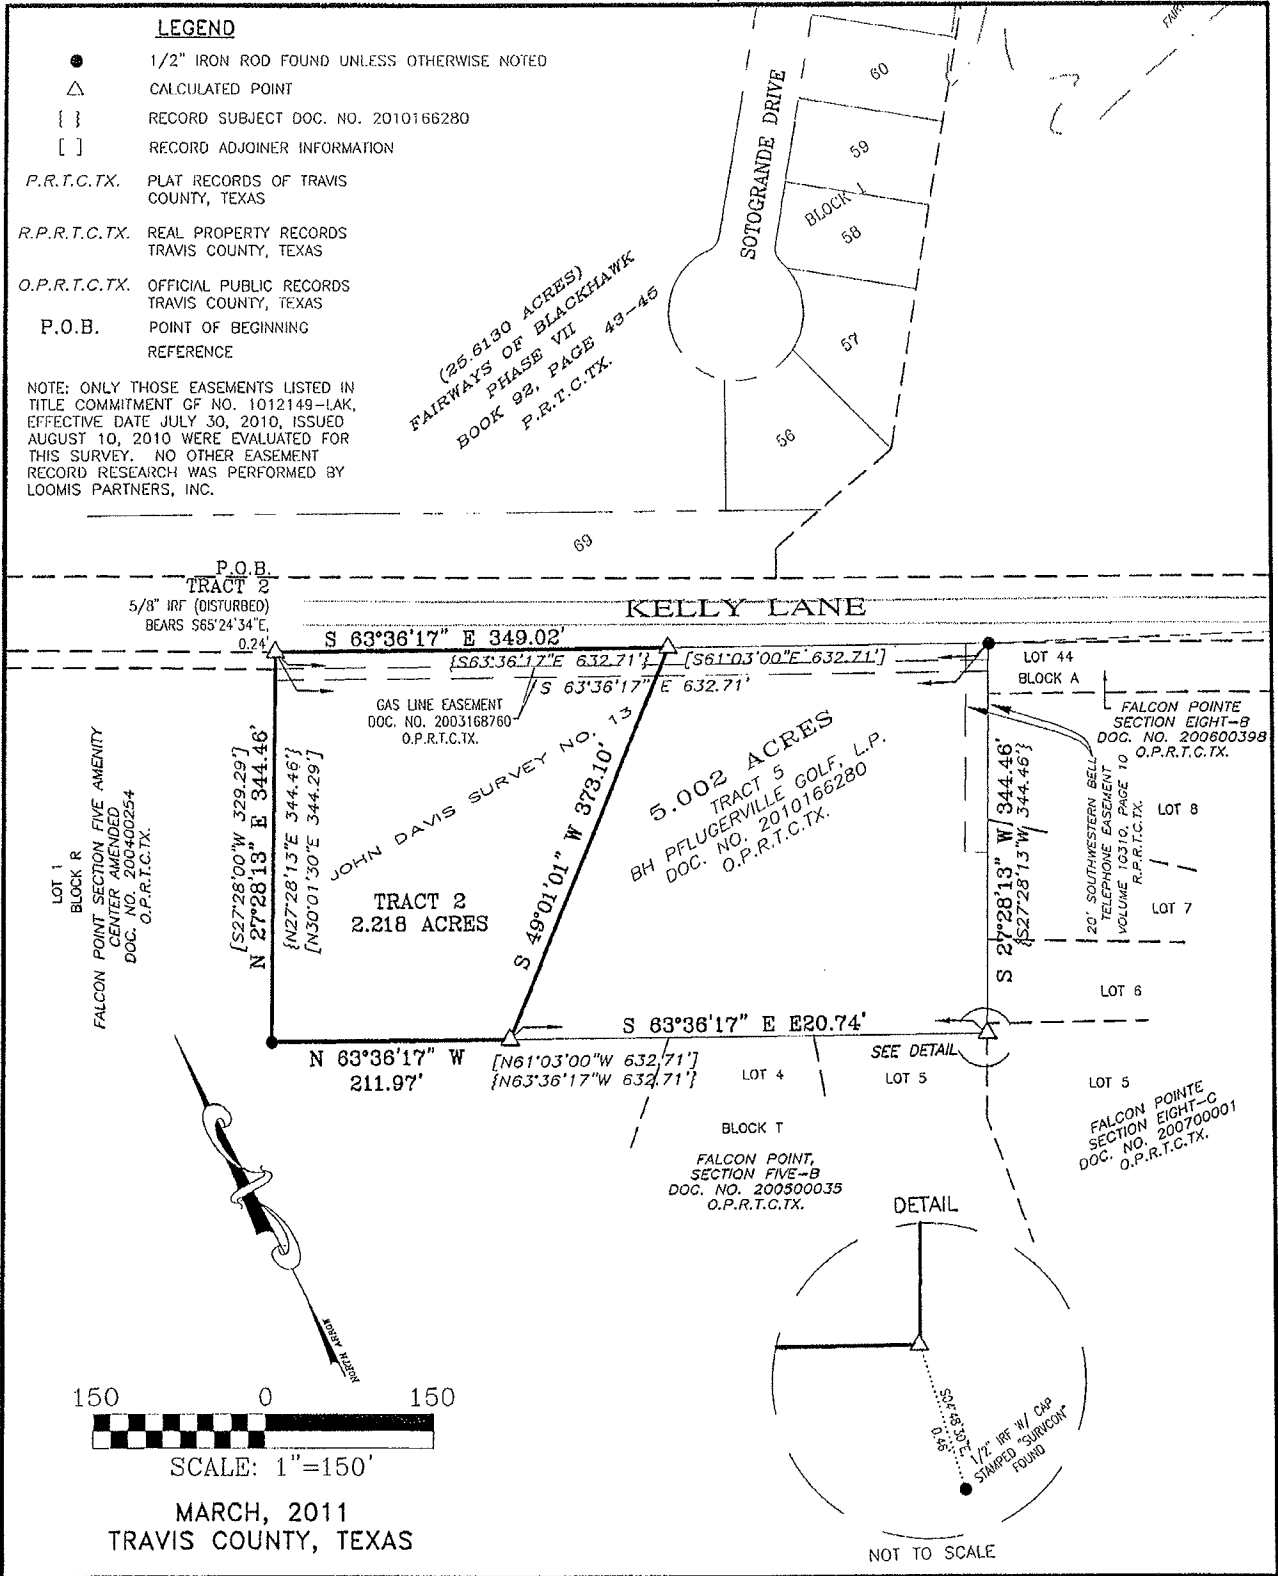 LEGEND
1/2" IRON ROD FOUND UNLESS OTHERWISE NOTED
CALCULATED POINT
{ } RECORD SUBJECT DOC. NO. 2010166280
[ ] RECORD ADJOINER INFORMATION
P.R.T.C.TX. PLAT RECORDS OF TRAVIS
COUNTY, TEXAS
R.P.R.T.C.TX. REAL PROPERTY RECORDS
TRAVIS COUNTY, TEXAS
O.P.R.T.C.TX. OFFICIAL PUBLIC RECORDS
TRAVIS COUNTY, TEXAS
P.O.B. POINT OF BEGINNING
REFERENCE
NOTE: ONLY THOSE EASEMENTS LISTED IN
TITLE COMMITMENT GF NO. 1012149-LAK,
EFFECTIVE DATE JULY 30, 2010, ISSUED
AUGUST 10, 2010 WERE EVALUATED FOR
THIS SURVEY. NO OTHER EASEMENT
RECORD RESEARCH WAS PERFORMED BY
LOOMIS PARTNERS, INC.
(25.6130 ACRES)
FAIRWAYS OF BLACKHAWK
PHASE VII
BOOK 92, PAGE 43-46
P.R.T.C.TX.
SOTOGRANDE DRIVE
60
59
BLOCK 1
58
57
56
69
P.O.B.
TRACT 2
5/8" IRF (DISTURBED)
BEARS S65°24'34"E,
0.24'
KELLY LANE
S 63°36'17" E 349.02'
{S63°36'17"E 632.71'} [S61°03'00"E 632.71']
S 63°36'17" E 632.71'
GAS LINE EASEMENT
DOC. NO. 2003168760
O.P.R.T.C.TX.
JOHN DAVIS SURVEY NO. 13
LOT 44
BLOCK A
FALCON POINTE
SECTION EIGHT-B
DOC. NO. 200600398
O.P.R.T.C.TX.
LOT 1
BLOCK R
FALCON POINT SECTION FIVE AMENITY
CENTER AMENDED
DOC. NO. 200400254
O.P.R.T.C.TX.
[S27°28'00"W 329.29']
N 27°28'13" E 344.46'
{N27°28'13"E 344.46'}
[N30°01'30"E 344.29']
TRACT 2
2.218 ACRES
S 49°01'01" W 373.10'
5.002 ACRES
TRACT 5
BH PFLUGERVILLE GOLF, L.P.
DOC. NO. 2010166280
O.P.R.T.C.TX.
S 27°28'13" W 344.46'
{S27°28'13"W 344.46'}
20' SOUTHWESTERN BELL
TELEPHONE EASEMENT
VOLUME 10310, PAGE 10
R.P.R.T.C.TX.
LOT 8
LOT 7
LOT 6
S 63°36'17" E E20.74'
SEE DETAIL
N 63°36'17" W
211.97'
[N61°03'00"W 632.71']
{N63°36'17"W 632.71'}
LOT 4
LOT 5
LOT 5
BLOCK T
FALCON POINT,
SECTION FIVE-B
DOC. NO. 200500035
O.P.R.T.C.TX.
FALCON POINTE
SECTION EIGHT-C
DOC. NO. 200700001
O.P.R.T.C.TX.
NORTH ARROW
DETAIL
S04°48'30"E
0.46'
1/2" IRF W/ CAP
STAMPED "SURVCON"
FOUND
NOT TO SCALE
150 0 150
SCALE: 1"=150'
MARCH, 2011
TRAVIS COUNTY, TEXAS